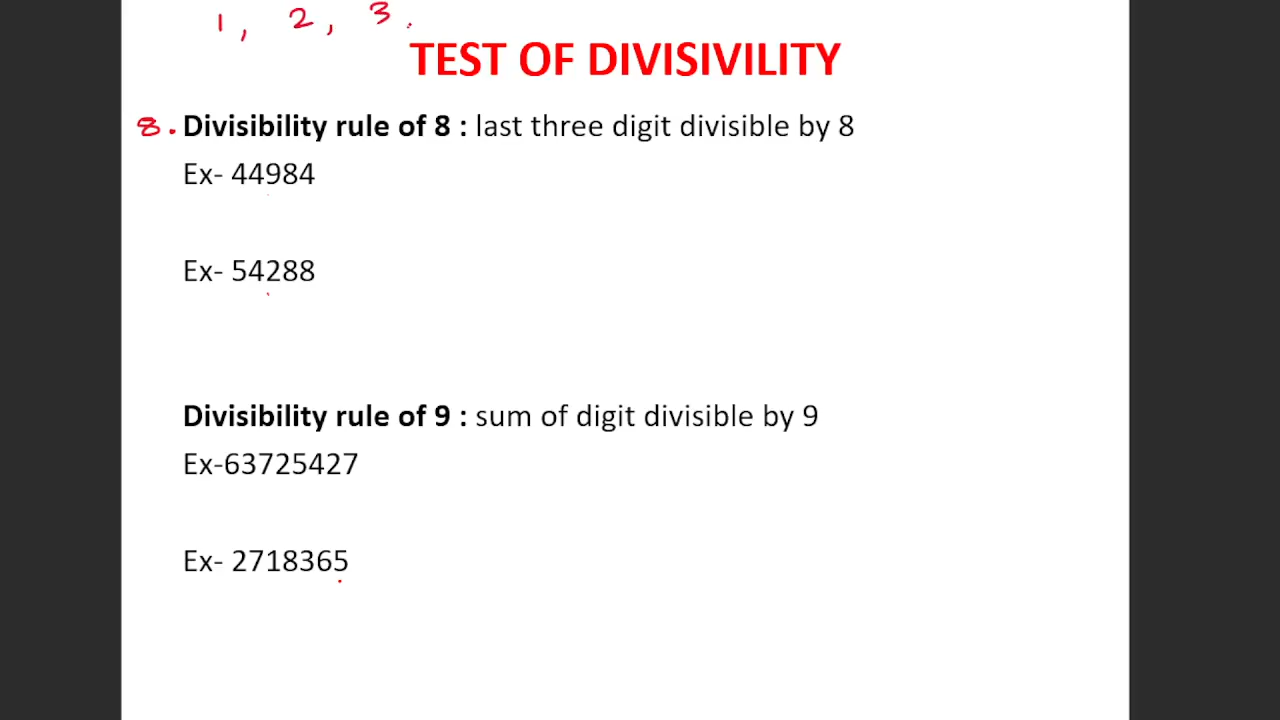 1, 2, 3.
TEST OF DIVISIVILITY
8. Divisibility rule of 8 : last three digit divisible by 8
Ex- 44984
Ex- 54288
Divisibility rule of 9 : sum of digit divisible by 9
Ex-63725427
Ex- 2718365